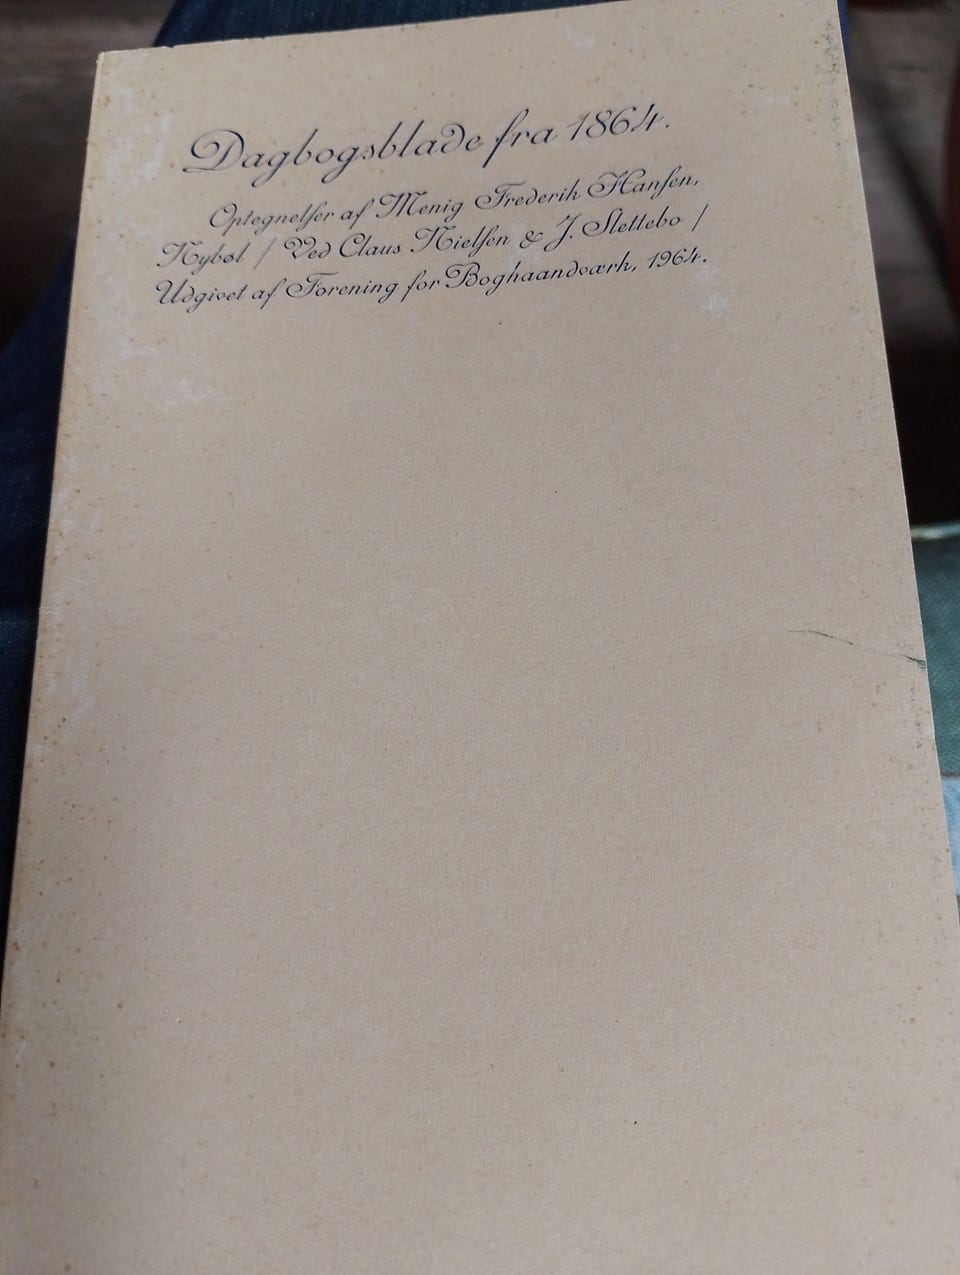 Dagbogsblade fra 1864.
Optegnelſer af Menig Frederik Hanſen,
Nybøl / Ved Claus Nielſen & J. Slettebo /
Udgivet af Forening for Boghaandværk, 1964.